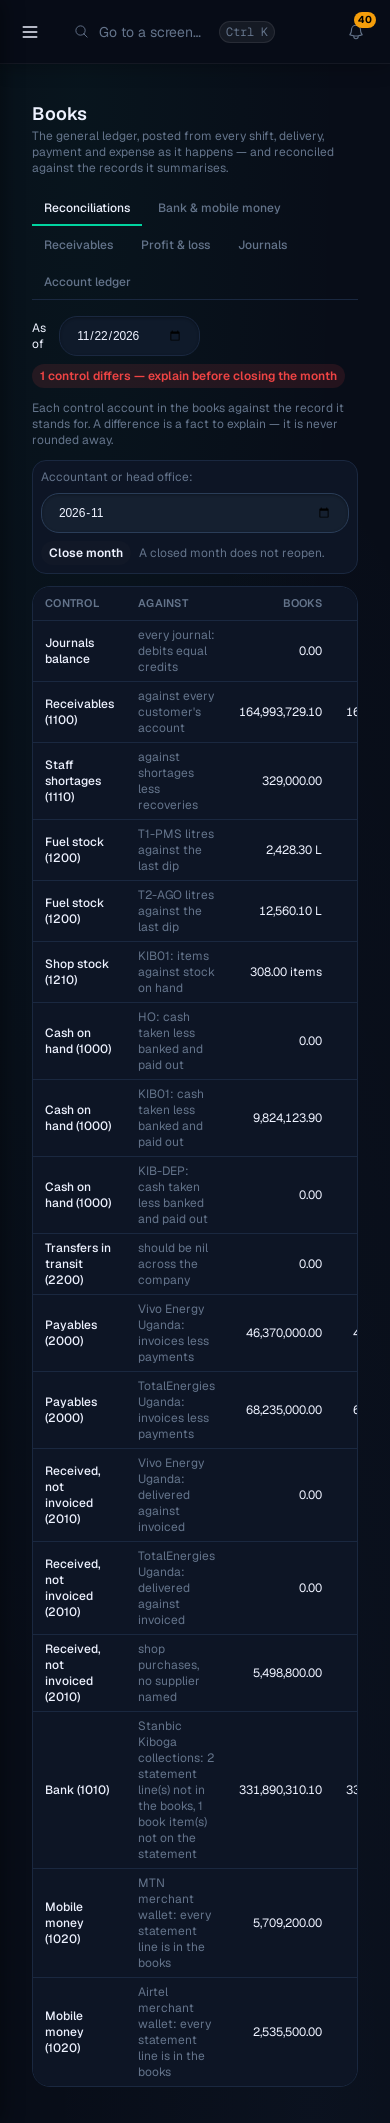 Go to a screen... Ctrl K 40
Books
The general ledger, posted from every shift, delivery,
payment and expense as it happens — and reconciled
against the records it summarises.
Reconciliations Bank & mobile money
Receivables Profit & loss Journals
Account ledger
As
of
11/22/2026
1 control differs — explain before closing the month
Each control account in the books against the record it
stands for. A difference is a fact to explain — it is never
rounded away.
Accountant or head office:
2026-11
Close month A closed month does not reopen.
CONTROL AGAINST BOOKS
Journals
balance
every journal:
debits equal
credits
0.00
Receivables
(1100)
against every
customer's
account
164,993,729.10 16
Staff
shortages
(1110)
against
shortages
less
recoveries
329,000.00
Fuel stock
(1200)
T1-PMS litres
against the
last dip
2,428.30 L
Fuel stock
(1200)
T2-AGO litres
against the
last dip
12,560.10 L
Shop stock
(1210)
KIB01: items
against stock
on hand
308.00 items
Cash on
hand (1000)
HO: cash
taken less
banked and
paid out
0.00
Cash on
hand (1000)
KIB01: cash
taken less
banked and
paid out
9,824,123.90
Cash on
hand (1000)
KIB-DEP:
cash taken
less banked
and paid out
0.00
Transfers in
transit
(2200)
should be nil
across the
company
0.00
Payables
(2000)
Vivo Energy
Uganda:
invoices less
payments
46,370,000.00 4
Payables
(2000)
TotalEnergies
Uganda:
invoices less
payments
68,235,000.00 6
Received,
not
invoiced
(2010)
Vivo Energy
Uganda:
delivered
against
invoiced
0.00
Received,
not
invoiced
(2010)
TotalEnergies
Uganda:
delivered
against
invoiced
0.00
Received,
not
invoiced
(2010)
shop
purchases,
no supplier
named
5,498,800.00
Bank (1010)
Stanbic
Kiboga
collections: 2
statement
line(s) not in
the books, 1
book item(s)
not on the
statement
331,890,310.10 33
Mobile
money
(1020)
MTN
merchant
wallet: every
statement
line is in the
books
5,709,200.00
Mobile
money
(1020)
Airtel
merchant
wallet: every
statement
line is in the
books
2,535,500.00